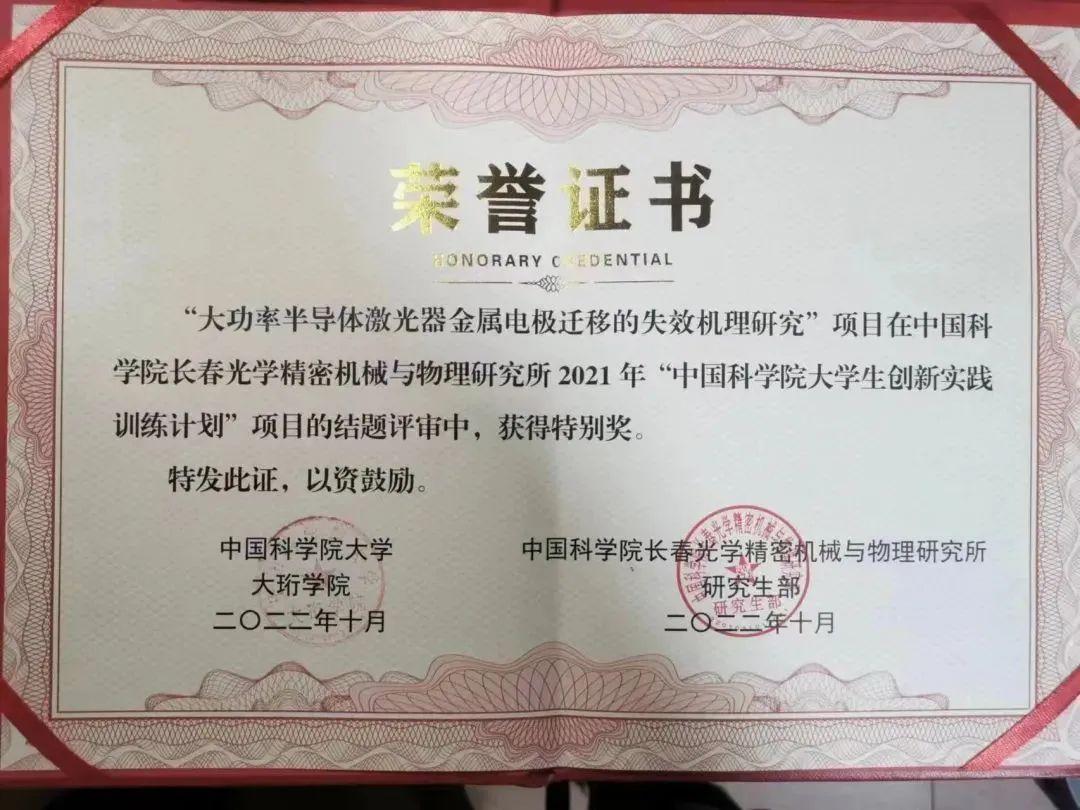 荣誉证书
HONORARY CREDENTIAL
“大功率半导体激光器金属电极迁移的失效机理研究”项目在中国科
学院长春光学精密机械与物理研究所 2021 年“中国科学院大学生创新实践
训练计划”项目的结题评审中，获得特别奖。
特发此证，以资鼓励。
中国科学院大学
大珩学院
二〇二二年十月
中国科学院长春光学精密机械与物理研究所
研究生部
二〇二二年十月
研究生部